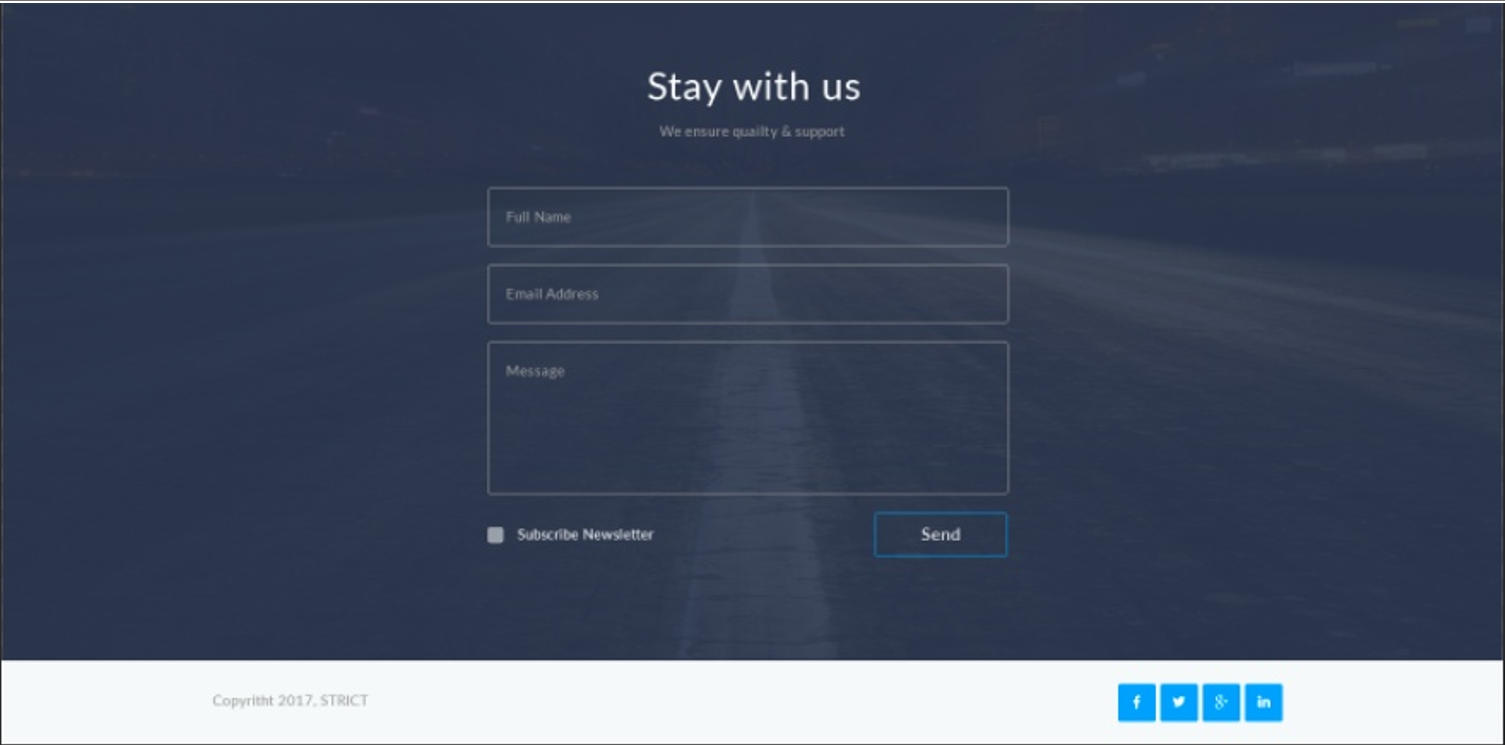 Stay with us
We ensure quailty & support
Full Name
Email Address
Message
Subscribe Newsletter
Send
Copyritht 2017, STRICT
f
8+
in